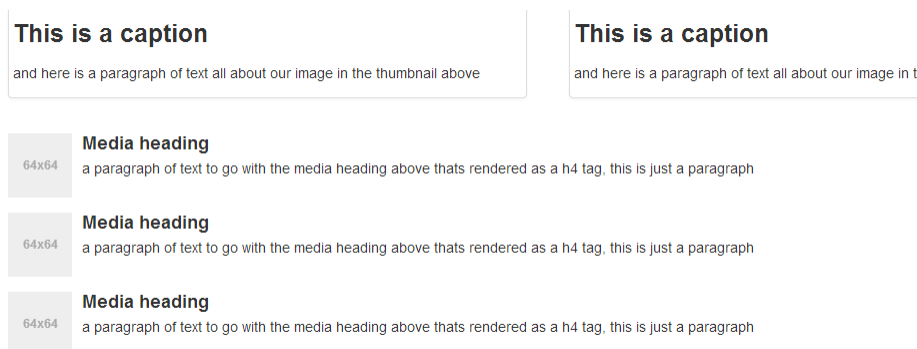 This is a caption
and here is a paragraph of text all about our image in the thumbnail above
This is a caption
and here is a paragraph of text all about our image in t
64x64
Media heading
a paragraph of text to go with the media heading above thats rendered as a h4 tag, this is just a paragraph
64x64
Media heading
a paragraph of text to go with the media heading above thats rendered as a h4 tag, this is just a paragraph
64x64
Media heading
a paragraph of text to go with the media heading above thats rendered as a h4 tag, this is just a paragraph